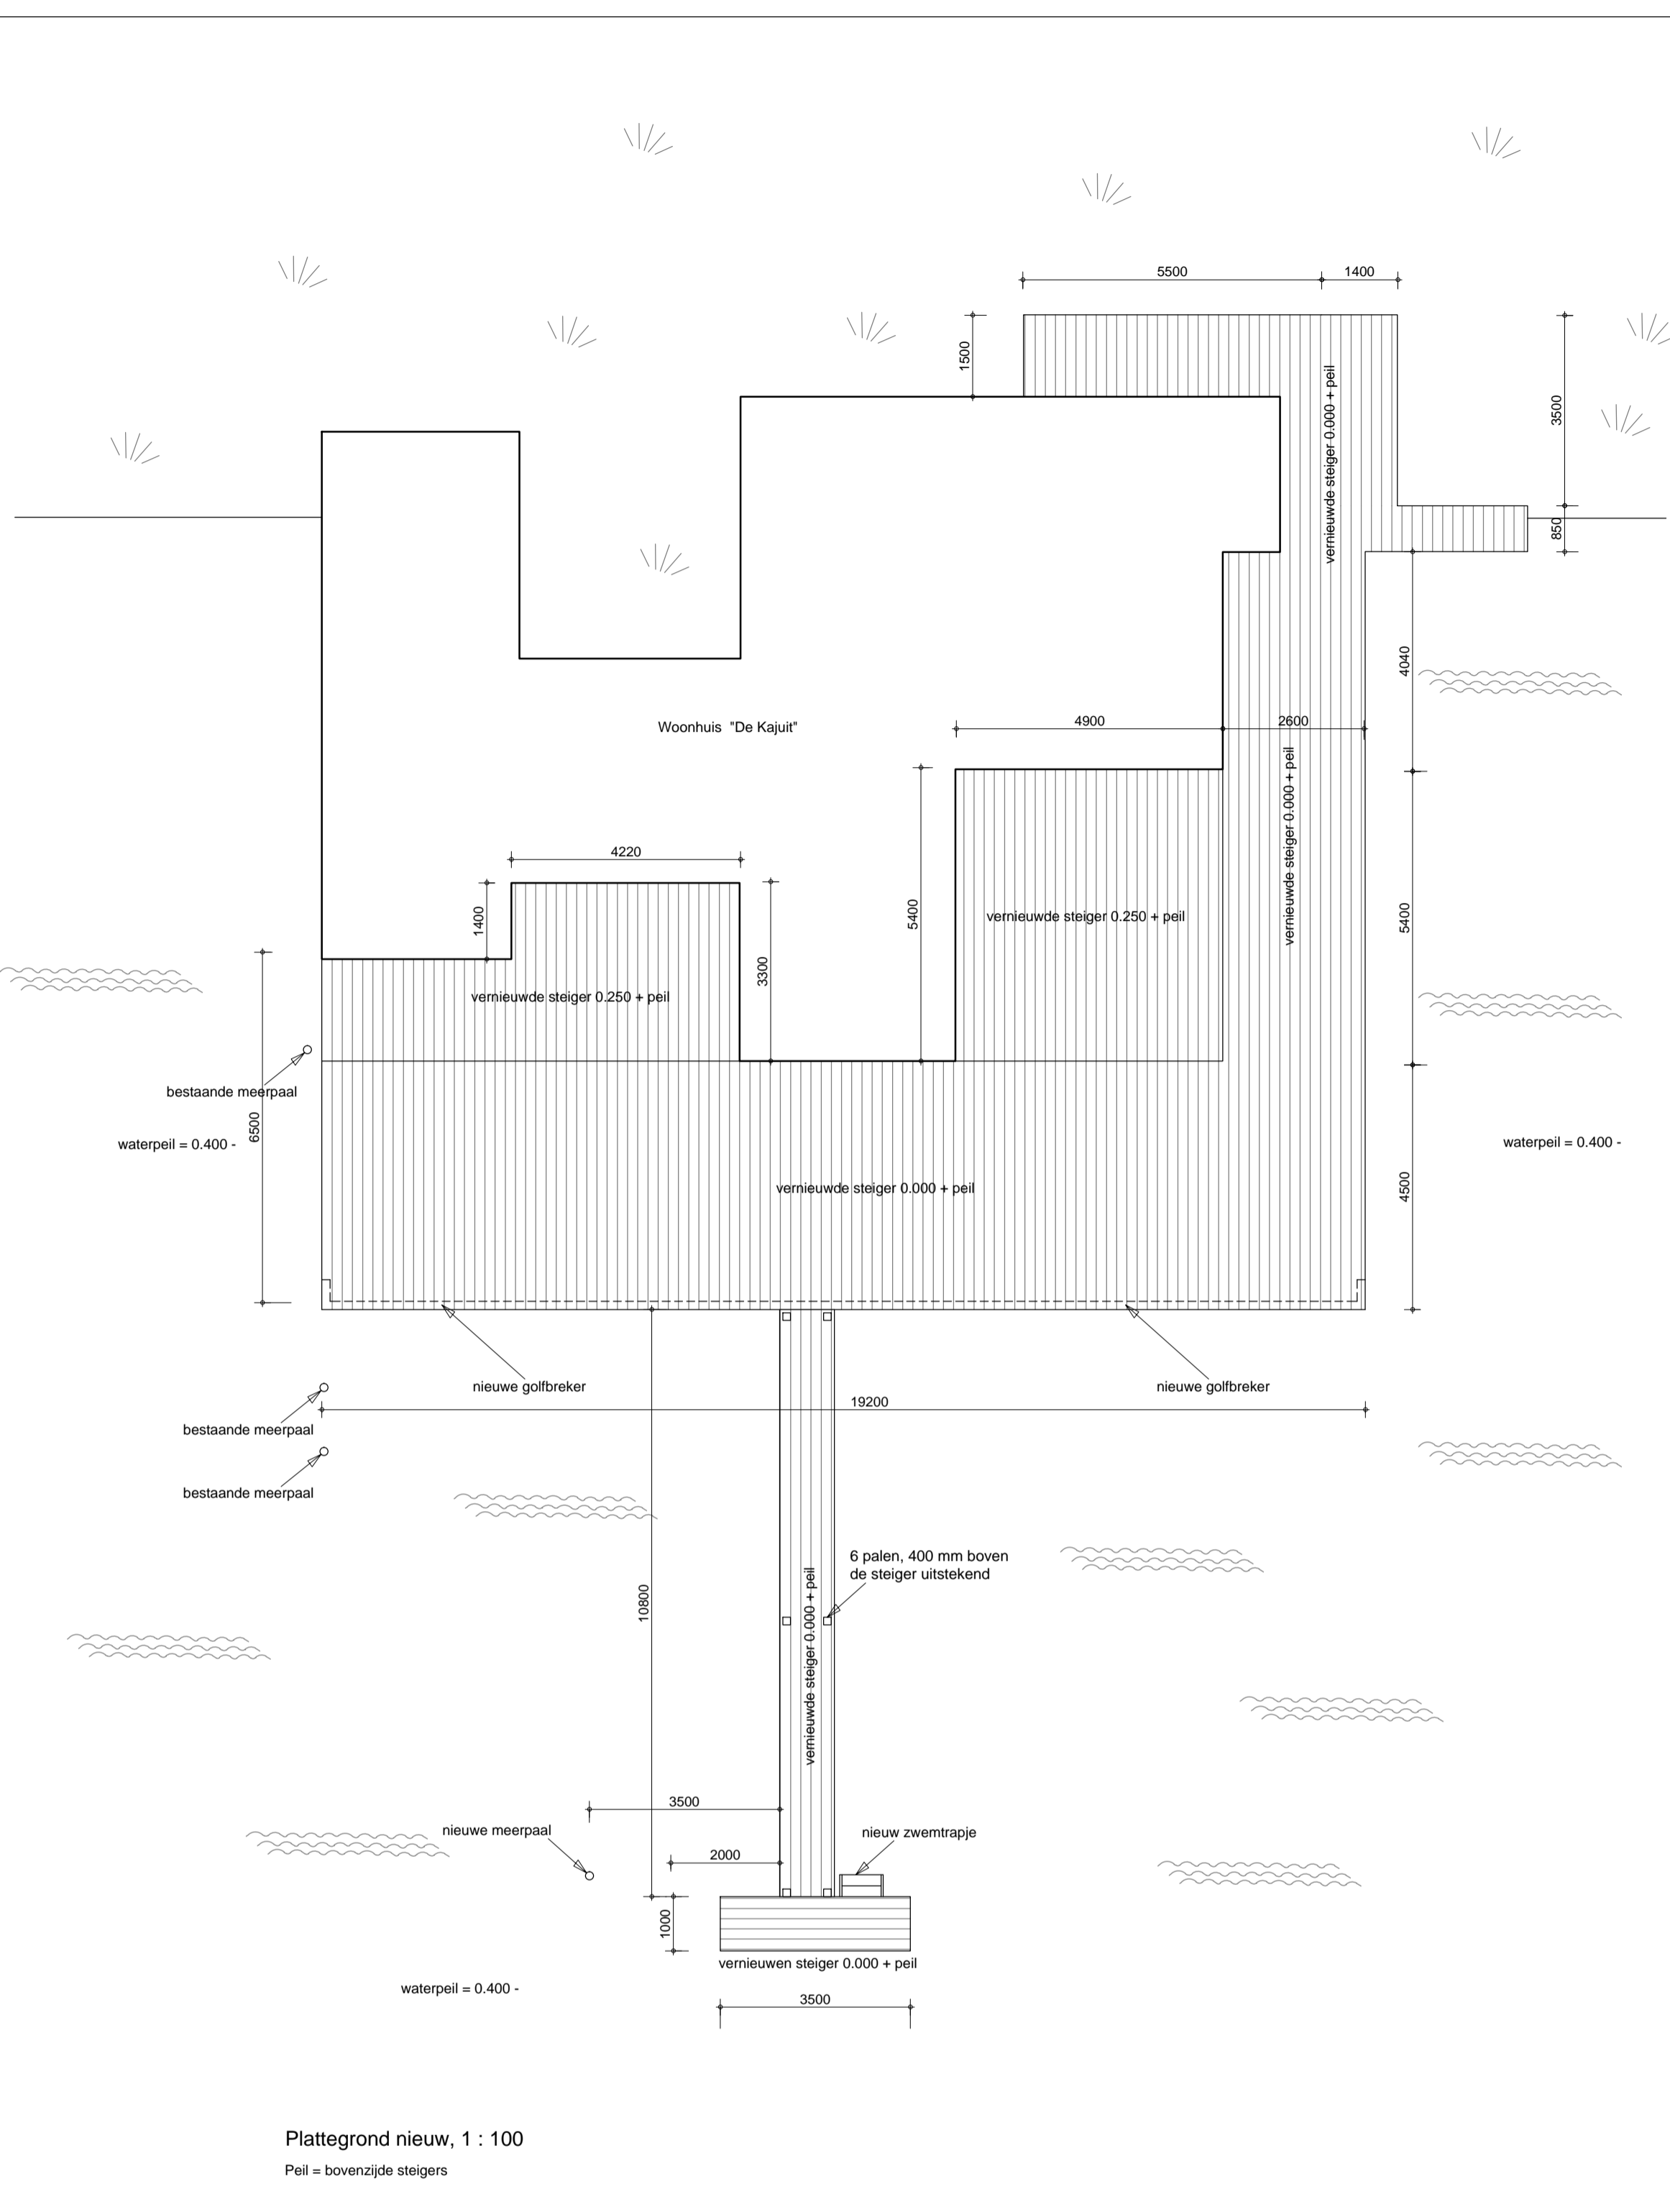 5500
1400
1500
3500
vernieuwde steiger 0.000 + peil
850
4040
Woonhuis "De Kajuit"
4900
2600
vernieuwde steiger 0.000 + peil
4220
1400
5400
vernieuwde steiger 0.250 + peil
5400
3300
vernieuwde steiger 0.250 + peil
bestaande meerpaal
6500
waterpeil = 0.400 -
waterpeil = 0.400 -
vernieuwde steiger 0.000 + peil
4500
nieuwe golfbreker
nieuwe golfbreker
19200
bestaande meerpaal
bestaande meerpaal
6 palen, 400 mm boven
de steiger uitstekend
10800
vernieuwde steiger 0.000 + peil
3500
nieuwe meerpaal
nieuw zwemtrapje
2000
1000
vernieuwen steiger 0.000 + peil
waterpeil = 0.400 -
3500
Plattegrond nieuw, 1 : 100
Peil = bovenzijde steigers